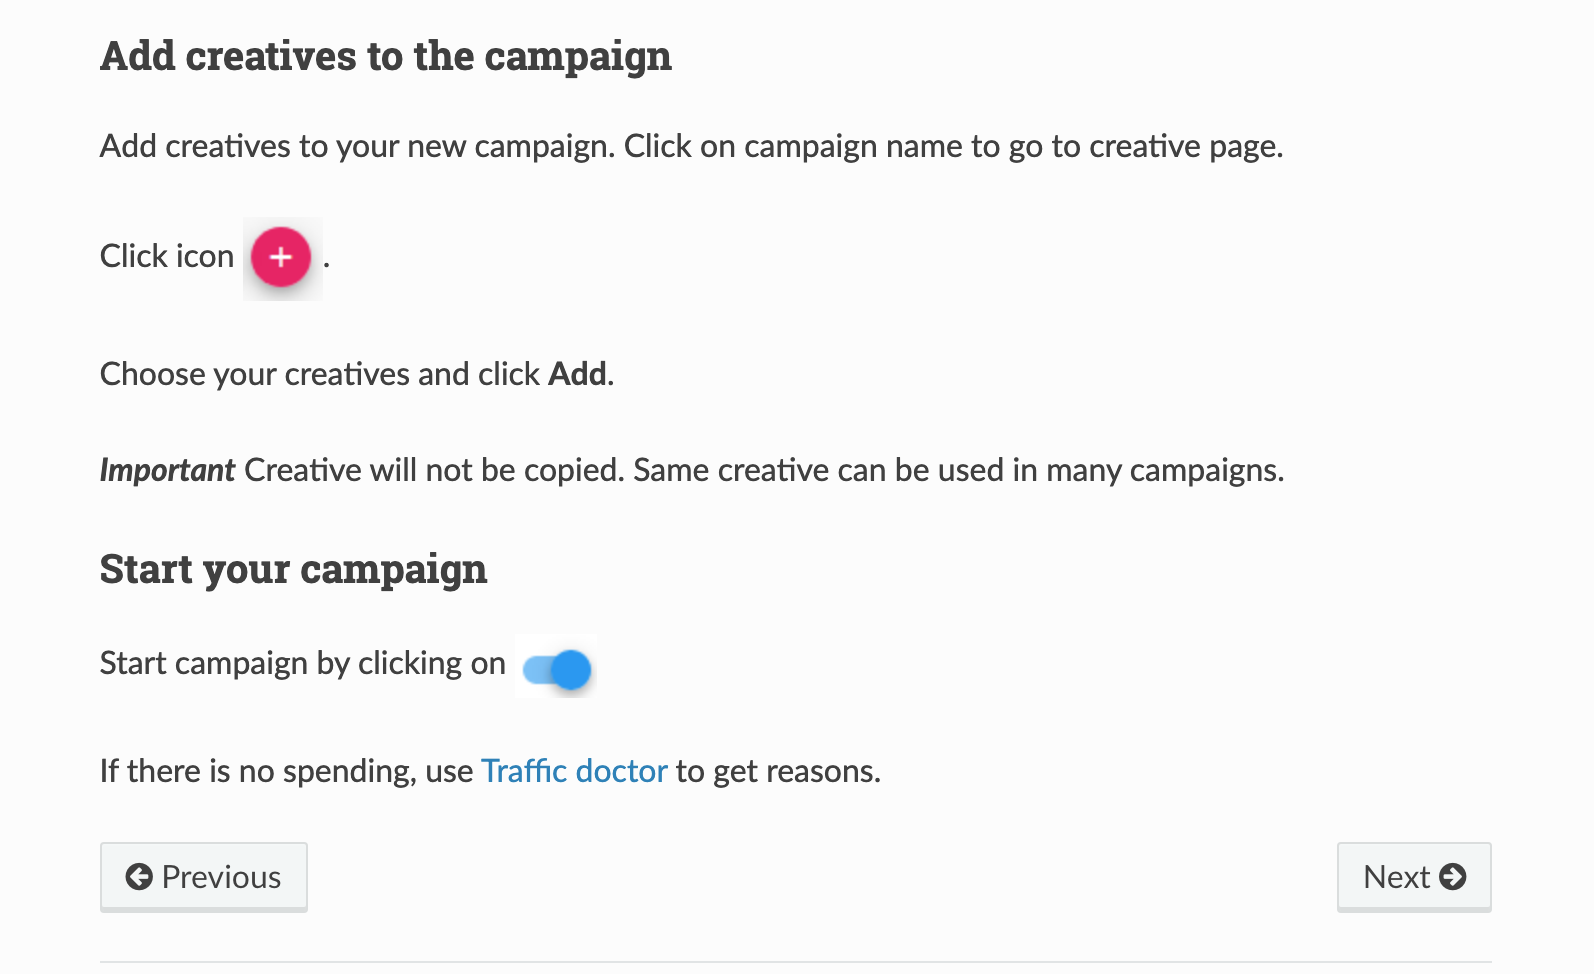 Add creatives to the campaign
Add creatives to your new campaign. Click on campaign name to go to creative page.
Click icon + .
Choose your creatives and click Add.
Important Creative will not be copied. Same creative can be used in many campaigns.
Start your campaign
Start campaign by clicking on
If there is no spending, use Traffic doctor to get reasons.
Previous
Next